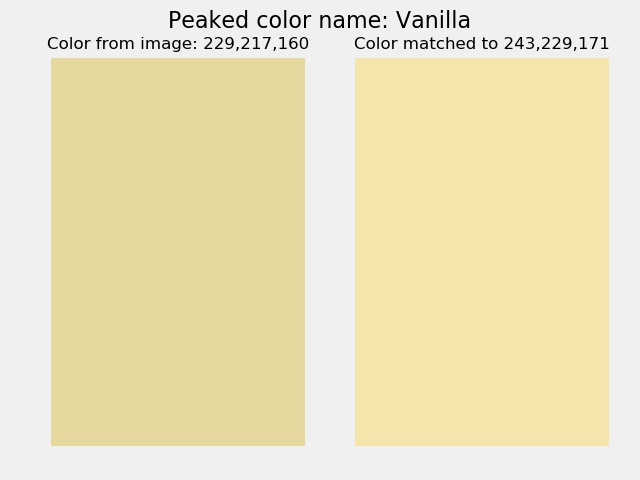 Peaked color name: Vanilla
Color from image: 229,217,160
Color matched to 243,229,171